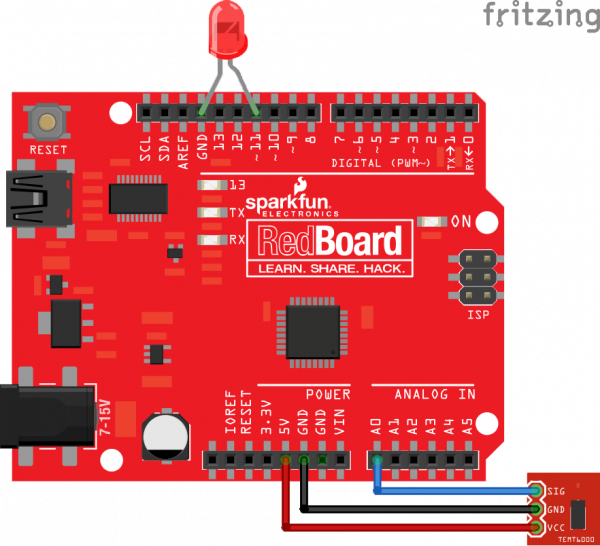 fritzing
RESET
SCL
SDA
AREF
GND
13
12
~11
~10
~9
8
7
~6
~5
4
~3
2
TX→1
RX←0
DIGITAL (PWM~)
13
TX
RX
sparkfun
ELECTRONICS
RedBoard
LEARN. SHARE. HACK.
ON
ISP
7-15V
POWER
ANALOG IN
IOREF
RESET
3.3V
5V
GND
GND
VIN
A0
A1
A2
A3
A4
A5
SIG
GND
VCC
TEMT6000